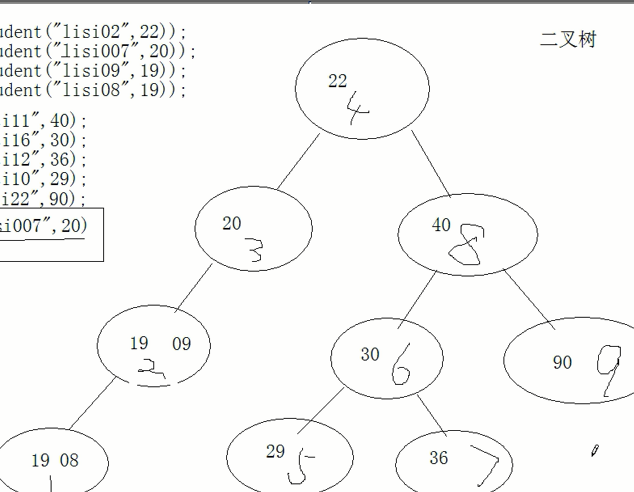 udent("lisi02",22));
udent("lisi007",20));
udent("lisi09",19));
udent("lisi08",19));
si11",40);
i16",30);
i12",36);
i10",29);
i22",90);
si007",20)
二叉树
22
4
20
3
40
8
19 09
2
30
6
90
9
19 08
1
29
5
36
7